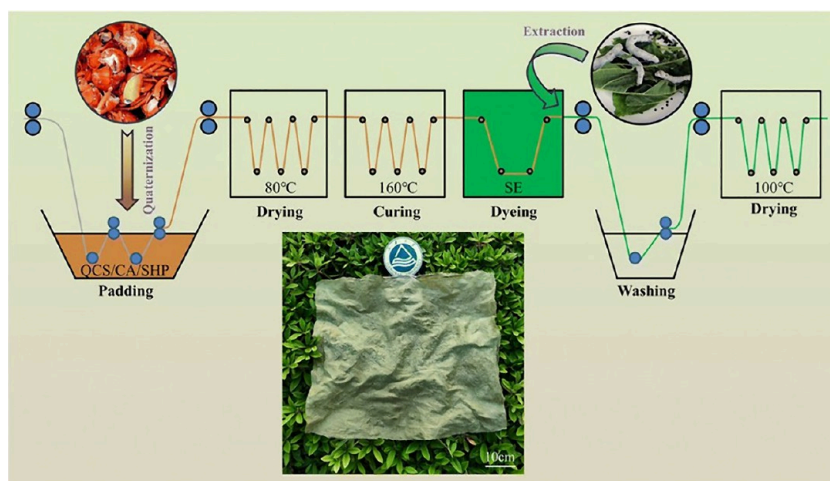 Extraction
Quaternization
80℃
160℃
SE
100℃
Drying
Curing
Dyeing
Drying
QCS/CA/SHP
Padding
Washing
10cm